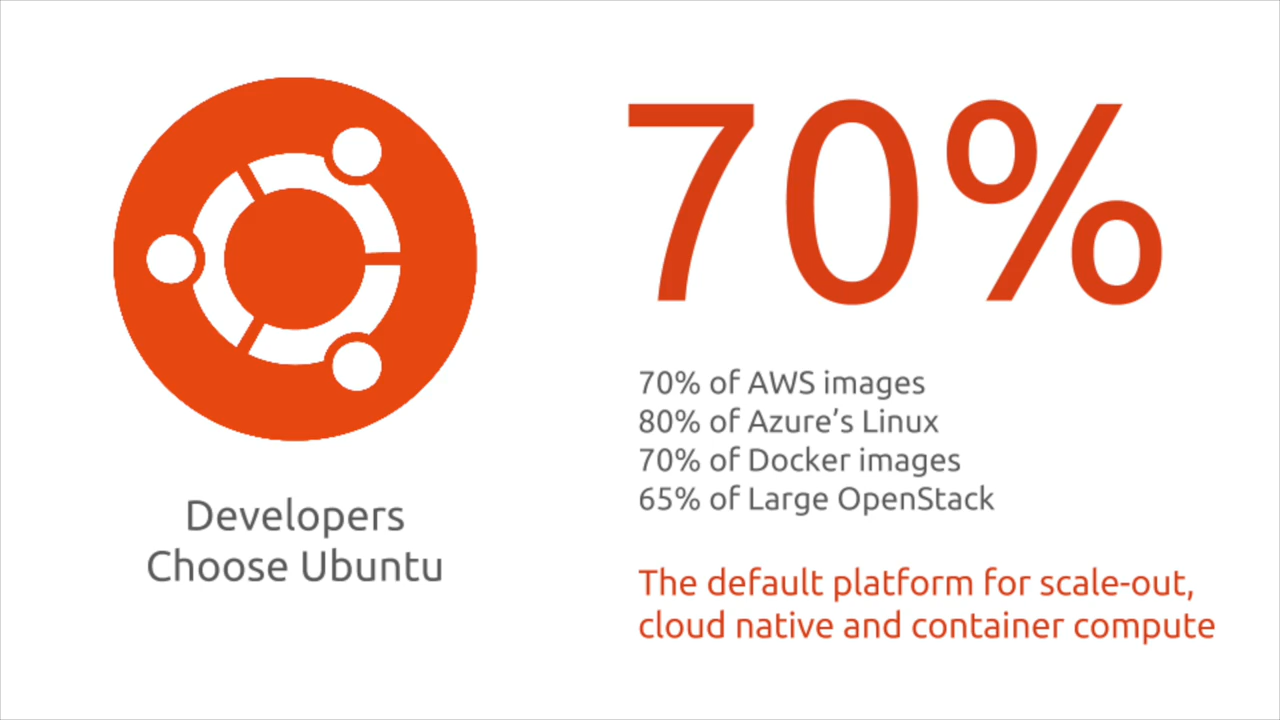 70%
70% of AWS images
80% of Azure’s Linux
70% of Docker images
65% of Large OpenStack
Developers
Choose Ubuntu
The default platform for scale-out,
cloud native and container compute